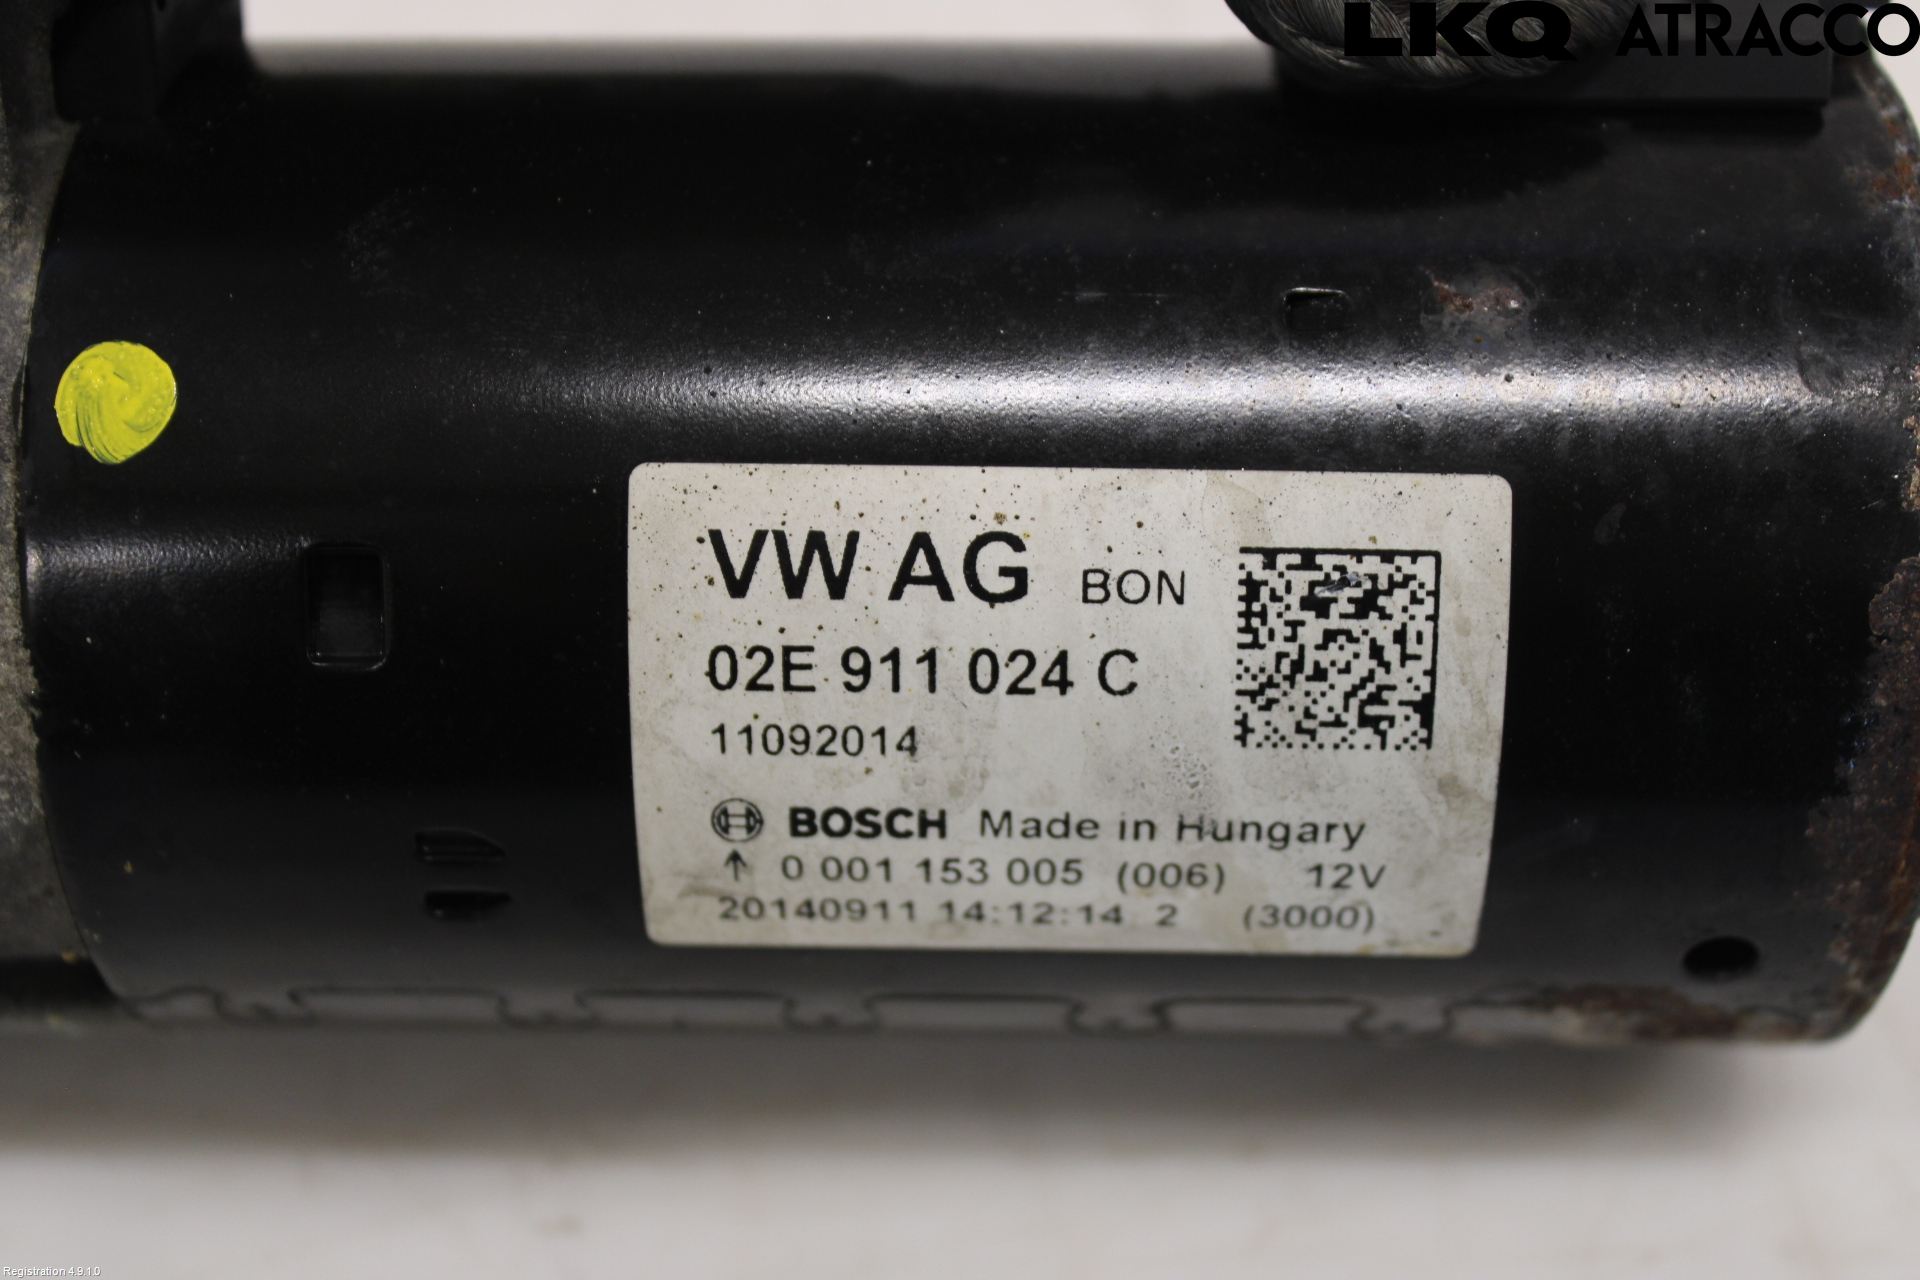 LKQ ATRACCO
VW AG BON
02E 911 024 C
11092014
BOSCH Made in Hungary
↑ 0 001 153 005 (006) 12V
20140911 14:12:14 2 (3000)
Registration 4.9.1.0